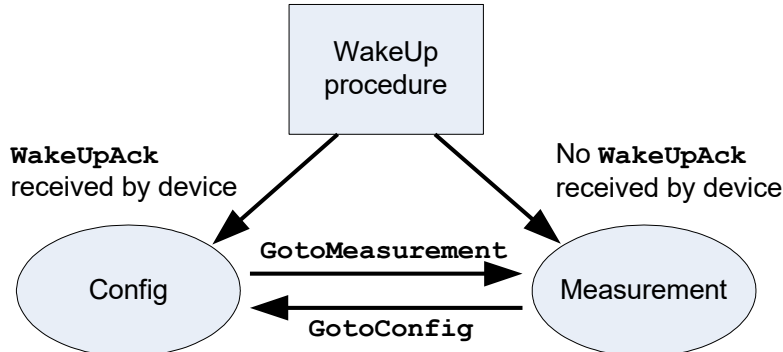 WakeUp
procedure
WakeUpAck
received by device
No WakeUpAck
received by device
GotoMeasurement
Config
Measurement
GotoConfig